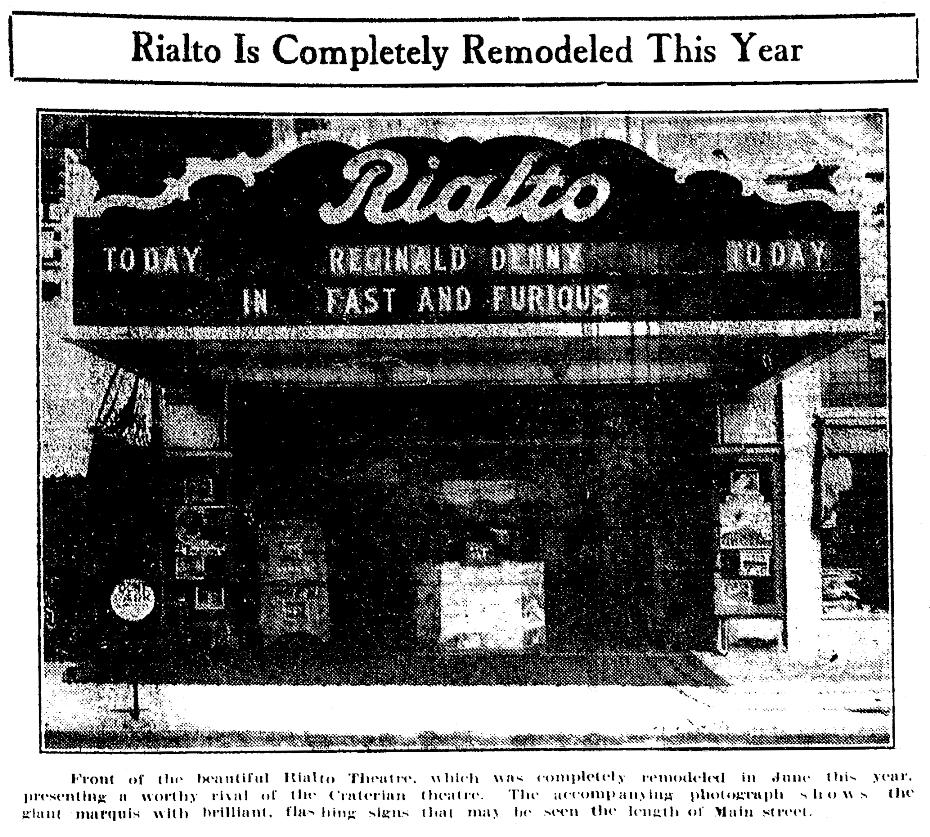 Rialto Is Completely Remodeled This Year
Rialto
TODAY REGINALD DENNY TODAY
IN FAST AND FURIOUS
Front of the beautiful Rialto Theatre, which was completely remodeled in June this year,
presenting a worthy rival of the Craterian theatre. The accompanying photograph shows the
giant marquis with brilliant, flashing signs that may be seen the length of Main street.